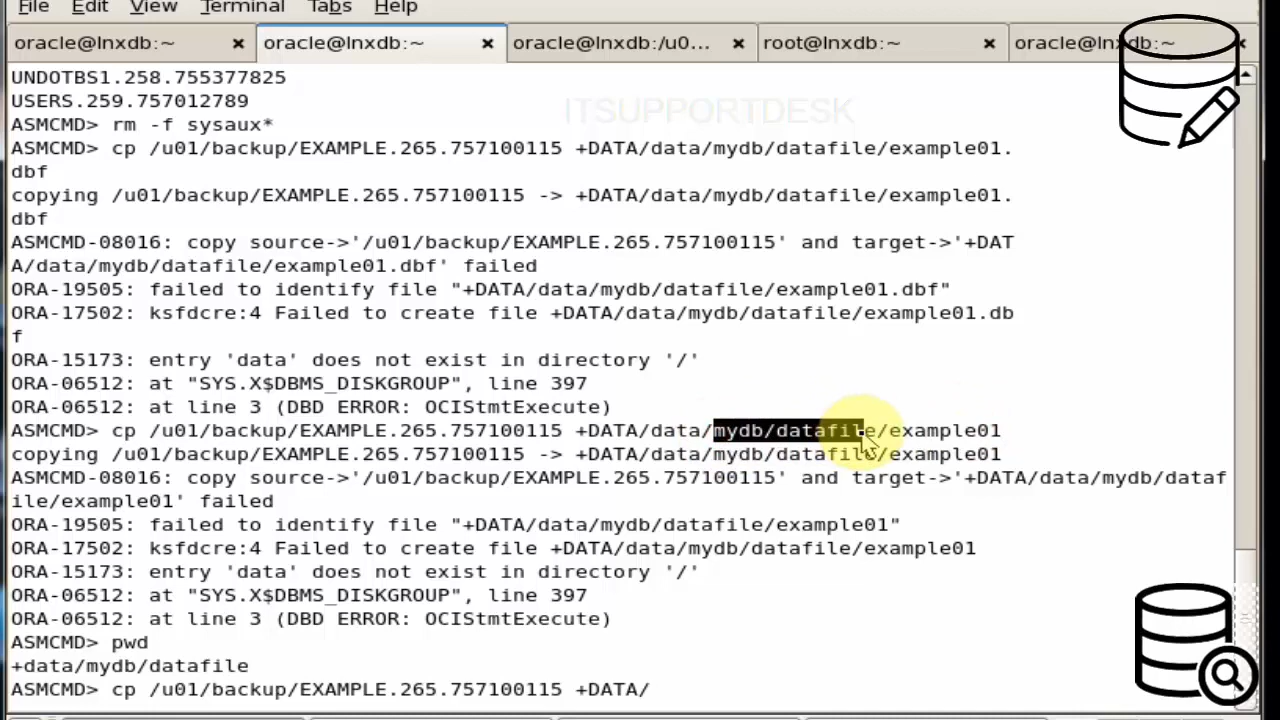 File Edit View Terminal Tabs Help
oracle@lnxdb:~ oracle@lnxdb:~ oracle@lnxdb:/u0... root@lnxdb:~ oracle@lnxdb:~
UNDOTBS1.258.755377825
USERS.259.757012789
ITSUPPORTDESK
ASMCMD> rm -f sysaux*
ASMCMD> cp /u01/backup/EXAMPLE.265.757100115 +DATA/data/mydb/datafile/example01.
dbf
copying /u01/backup/EXAMPLE.265.757100115 -> +DATA/data/mydb/datafile/example01.
dbf
ASMCMD-08016: copy source->'/u01/backup/EXAMPLE.265.757100115' and target->'+DAT
A/data/mydb/datafile/example01.dbf' failed
ORA-19505: failed to identify file "+DATA/data/mydb/datafile/example01.dbf"
ORA-17502: ksfdcre:4 Failed to create file +DATA/data/mydb/datafile/example01.db
f
ORA-15173: entry 'data' does not exist in directory '/'
ORA-06512: at "SYS.X$DBMS_DISKGROUP", line 397
ORA-06512: at line 3 (DBD ERROR: OCIStmtExecute)
ASMCMD> cp /u01/backup/EXAMPLE.265.757100115 +DATA/data/mydb/datafile/example01
copying /u01/backup/EXAMPLE.265.757100115 -> +DATA/data/mydb/datafile/example01
ASMCMD-08016: copy source->'/u01/backup/EXAMPLE.265.757100115' and target->'+DATA/data/mydb/dataf
ile/example01' failed
ORA-19505: failed to identify file "+DATA/data/mydb/datafile/example01"
ORA-17502: ksfdcre:4 Failed to create file +DATA/data/mydb/datafile/example01
ORA-15173: entry 'data' does not exist in directory '/'
ORA-06512: at "SYS.X$DBMS_DISKGROUP", line 397
ORA-06512: at line 3 (DBD ERROR: OCIStmtExecute)
ASMCMD> pwd
+data/mydb/datafile
ASMCMD> cp /u01/backup/EXAMPLE.265.757100115 +DATA/